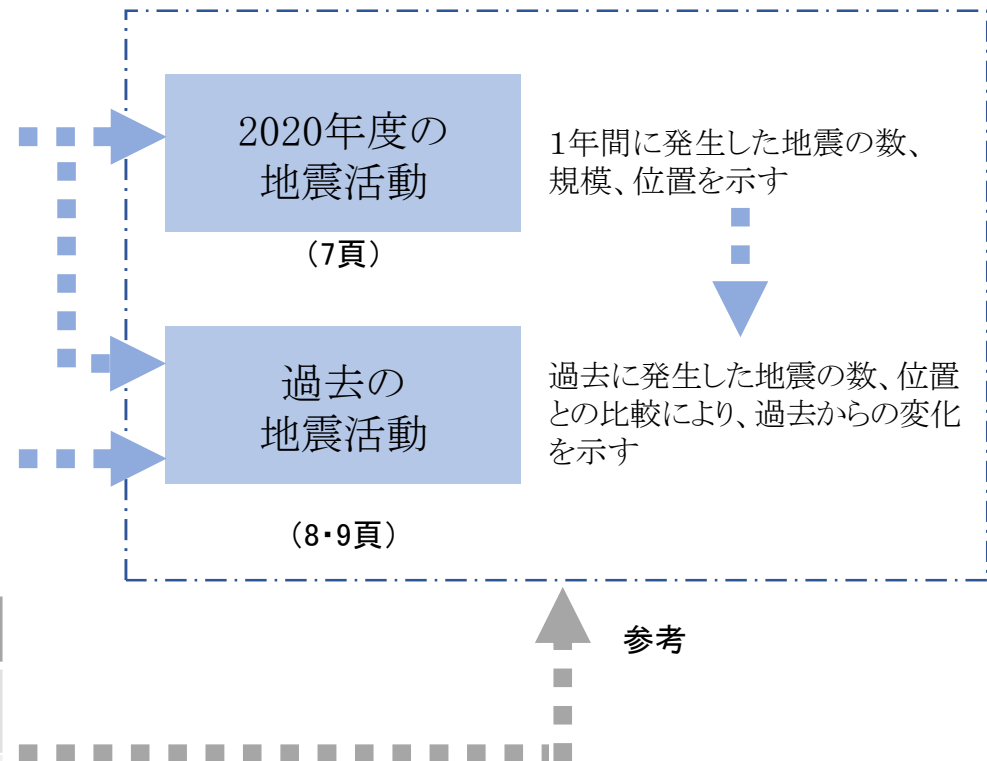 2020年度の
地震活動
(7頁)
1年間に発生した地震の数、
規模、位置を示す
過去の
地震活動
(8・9頁)
過去に発生した地震の数、位置
との比較により、過去からの変化
を示す
参考